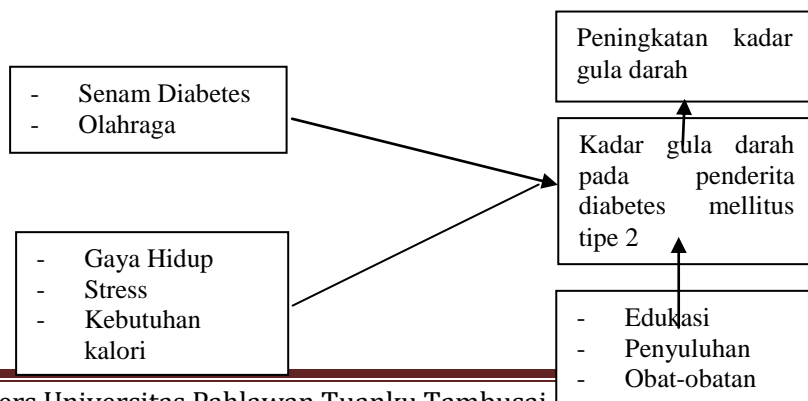 Peningkatan kadar
gula darah
- Senam Diabetes
- Olahraga
Kadar gula darah
pada penderita
diabetes mellitus
tipe 2
- Gaya Hidup
- Stress
- Kebutuhan
kalori
- Edukasi
- Penyuluhan
- Obat-obatan
Universitas Pahlawan Tuanku Tambusai